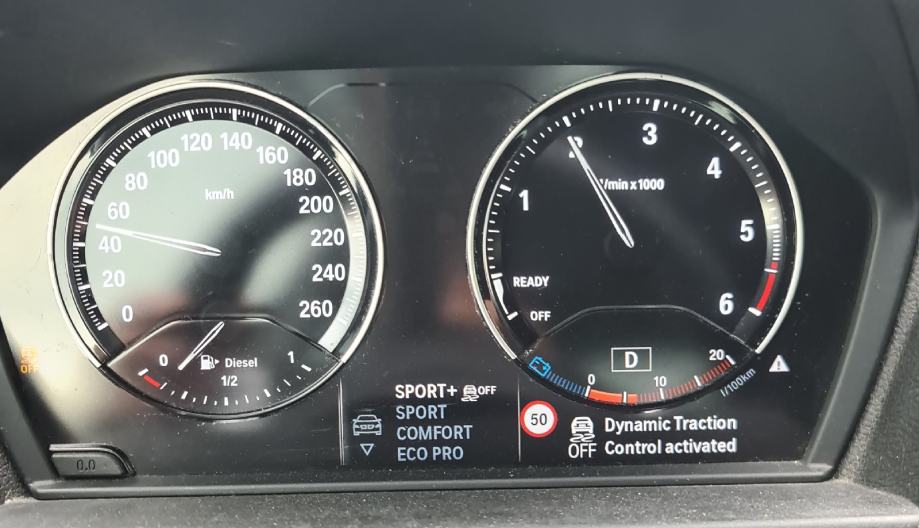 120 140
100 160
80 180
km/h
60 200
40 220
20 240
0 260
0 Diesel 1
1/2
OFF
0.0
3
2
4
1/min x1000
1
5
READY
6
OFF
D
0 10 20
l/100km
SPORT+ OFF
SPORT
COMFORT
ECO PRO
50
OFF
Dynamic Traction
Control activated